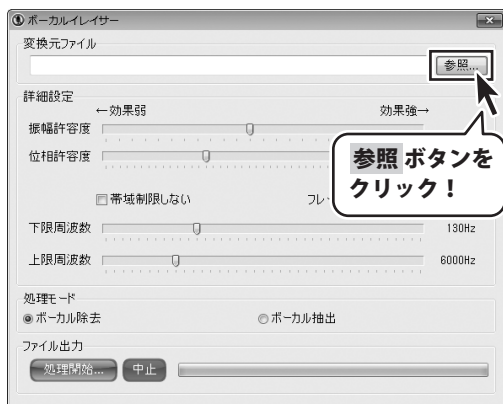 ボーカルイレイサー
変換元ファイル
参照...
詳細設定
←効果弱 効果強→
振幅許容度
位相許容度
参照 ボタンを
クリック！
帯域制限しない フレ
下限周波数 130Hz
上限周波数 6000Hz
処理モード
ボーカル除去 ボーカル抽出
ファイル出力
処理開始... 中止